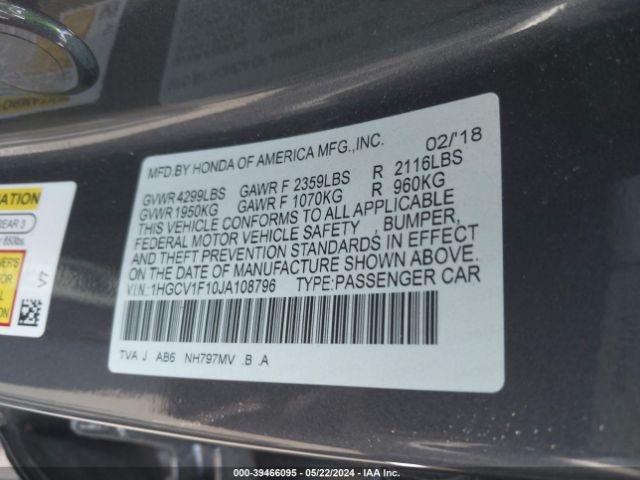 MFD.BY HONDA OF AMERICA MFG.,INC. 02/'18
GVWR 4299LBS GAWR F 2359LBS R 2116LBS
GVWR 1950KG GAWR F 1070KG R 960KG
THIS VEHICLE CONFORMS TO ALL APPLICABLE
FEDERAL MOTOR VEHICLE SAFETY , BUMPER,
AND THEFT PREVENTION STANDARDS IN EFFECT
ON THE DATE OF MANUFACTURE SHOWN ABOVE.
V.I.N.:1HGCV1F10JA108796 TYPE:PASSENGER CAR
TVA J AB6 NH797MV .B .A
REAR 3
5
000-39466095 - 05/22/2024 - IAA Inc.